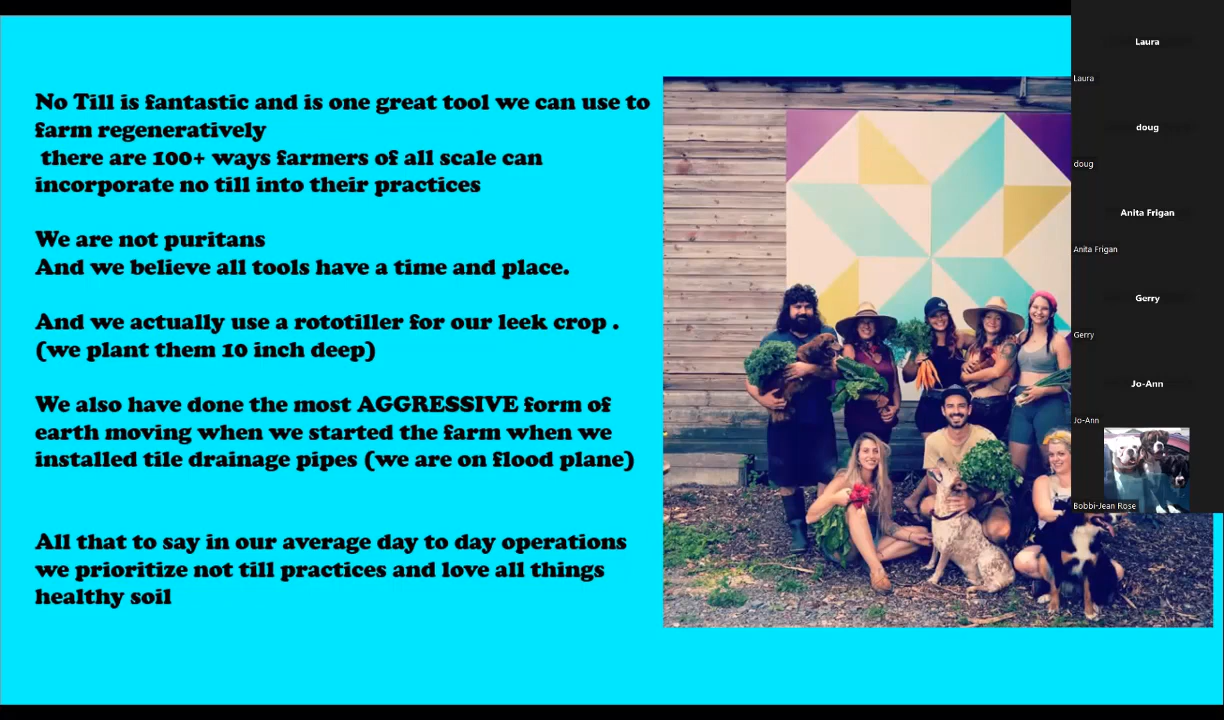 No Till is fantastic and is one great tool we can use to
farm regeneratively
there are 100+ ways farmers of all scale can
incorporate no till into their practices
We are not puritans
And we believe all tools have a time and place.
And we actually use a rototiller for our leek crop .
(we plant them 10 inch deep)
We also have done the most AGGRESSIVE form of
earth moving when we started the farm when we
installed tile drainage pipes (we are on flood plane)
All that to say in our average day to day operations
we prioritize not till practices and love all things
healthy soil
Laura
Laura
doug
doug
Anita Frigan
Anita Frigan
Gerry
Gerry
Jo-Ann
Jo-Ann
Bobbi-Jean Rose